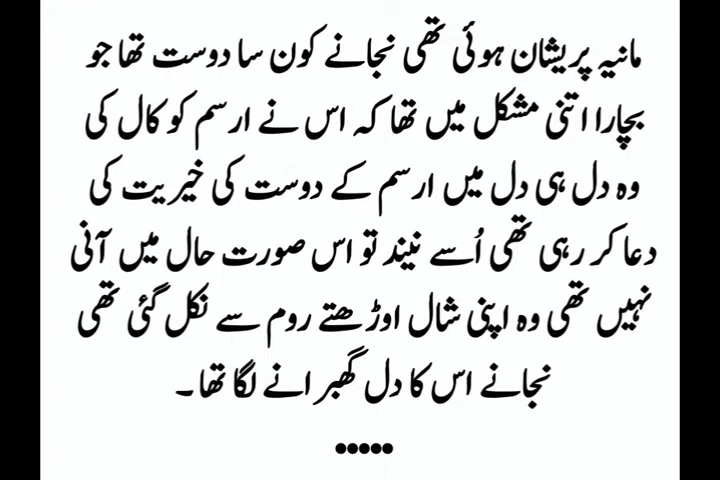 مانیہ پریشان ہوئی تھی نجانے کون سا دوست تھا جو
بچارا اتنی مشکل میں تھا کہ اس نے ارسم کو کال کی
وہ دل ہی دل میں ارسم کے دوست کی خیریت کی
دعا کر رہی تھی اُسے نیند تو اس صورت حال میں آنی
نہیں تھی وہ اپنی شال اوڑھتے روم سے نکل گئی تھی
نجانے اس کا دل گھبرانے لگا تھا۔
•••••